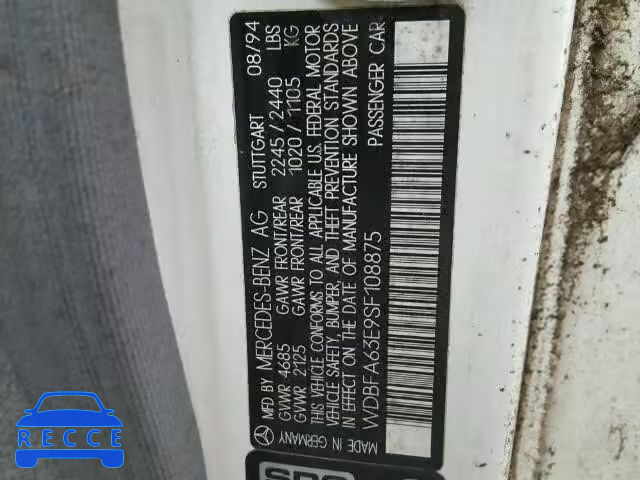 MFD BY MERCEDES-BENZ AG STUTTGART 08/94
GVWR 4685 GAWR FRONT/REAR 2245/2440 LBS
GVWR 2125 GAWR FRONT/REAR 1020/1105 KG
THIS VEHICLE CONFORMS TO ALL APPLICABLE U.S. FEDERAL MOTOR
VEHICLE SAFETY, BUMPER, AND THEFT PREVENTION STANDARDS
IN EFFECT ON THE DATE OF MANUFACTURE SHOWN ABOVE
WDBFA63E9SF108875 PASSENGER CAR
MADE IN GERMANY
SRS
RECCE